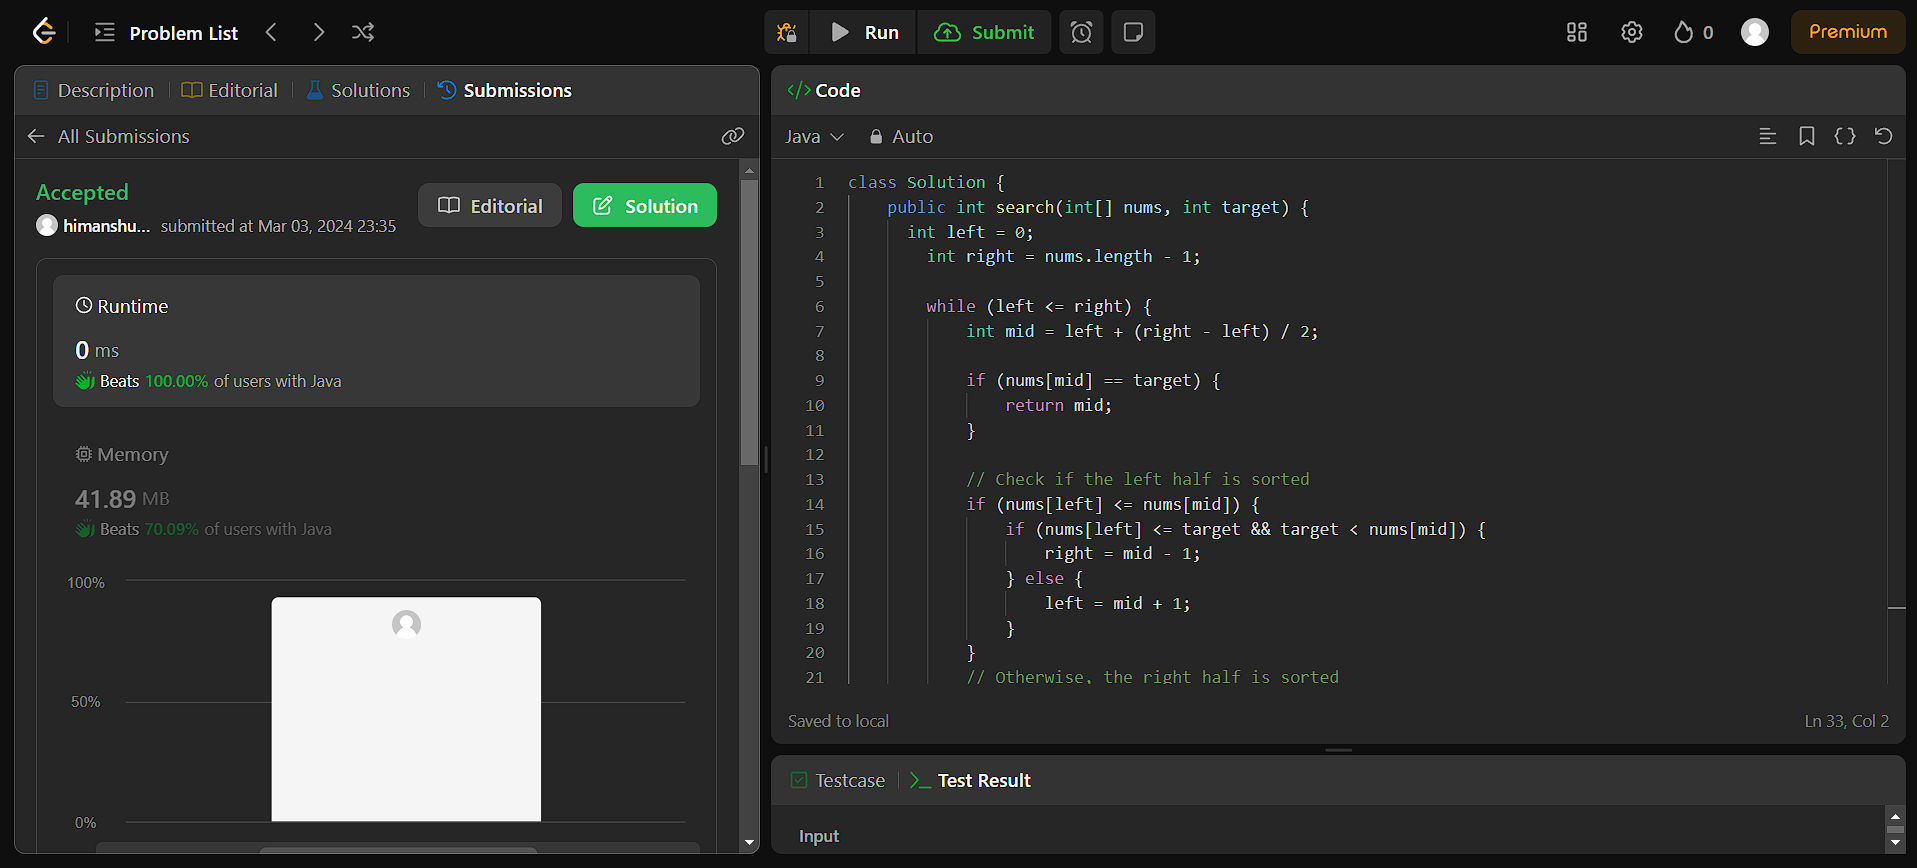 Problem List
Run
Submit
0
Premium
Description
Editorial
Solutions
Submissions
All Submissions
Accepted
himanshu... submitted at Mar 03, 2024 23:35
Editorial
Solution
Runtime
0 ms
Beats 100.00% of users with Java
Memory
41.89 MB
Beats 70.09% of users with Java
100%
50%
0%
</> Code
Java
Auto
1 class Solution {
2 public int search(int[] nums, int target) {
3 int left = 0;
4 int right = nums.length - 1;
5
6 while (left <= right) {
7 int mid = left + (right - left) / 2;
8
9 if (nums[mid] == target) {
10 return mid;
11 }
12
13 // Check if the left half is sorted
14 if (nums[left] <= nums[mid]) {
15 if (nums[left] <= target && target < nums[mid]) {
16 right = mid - 1;
17 } else {
18 left = mid + 1;
19 }
20 }
21 // Otherwise, the right half is sorted
Saved to local
Ln 33, Col 2
Testcase
Test Result
Input